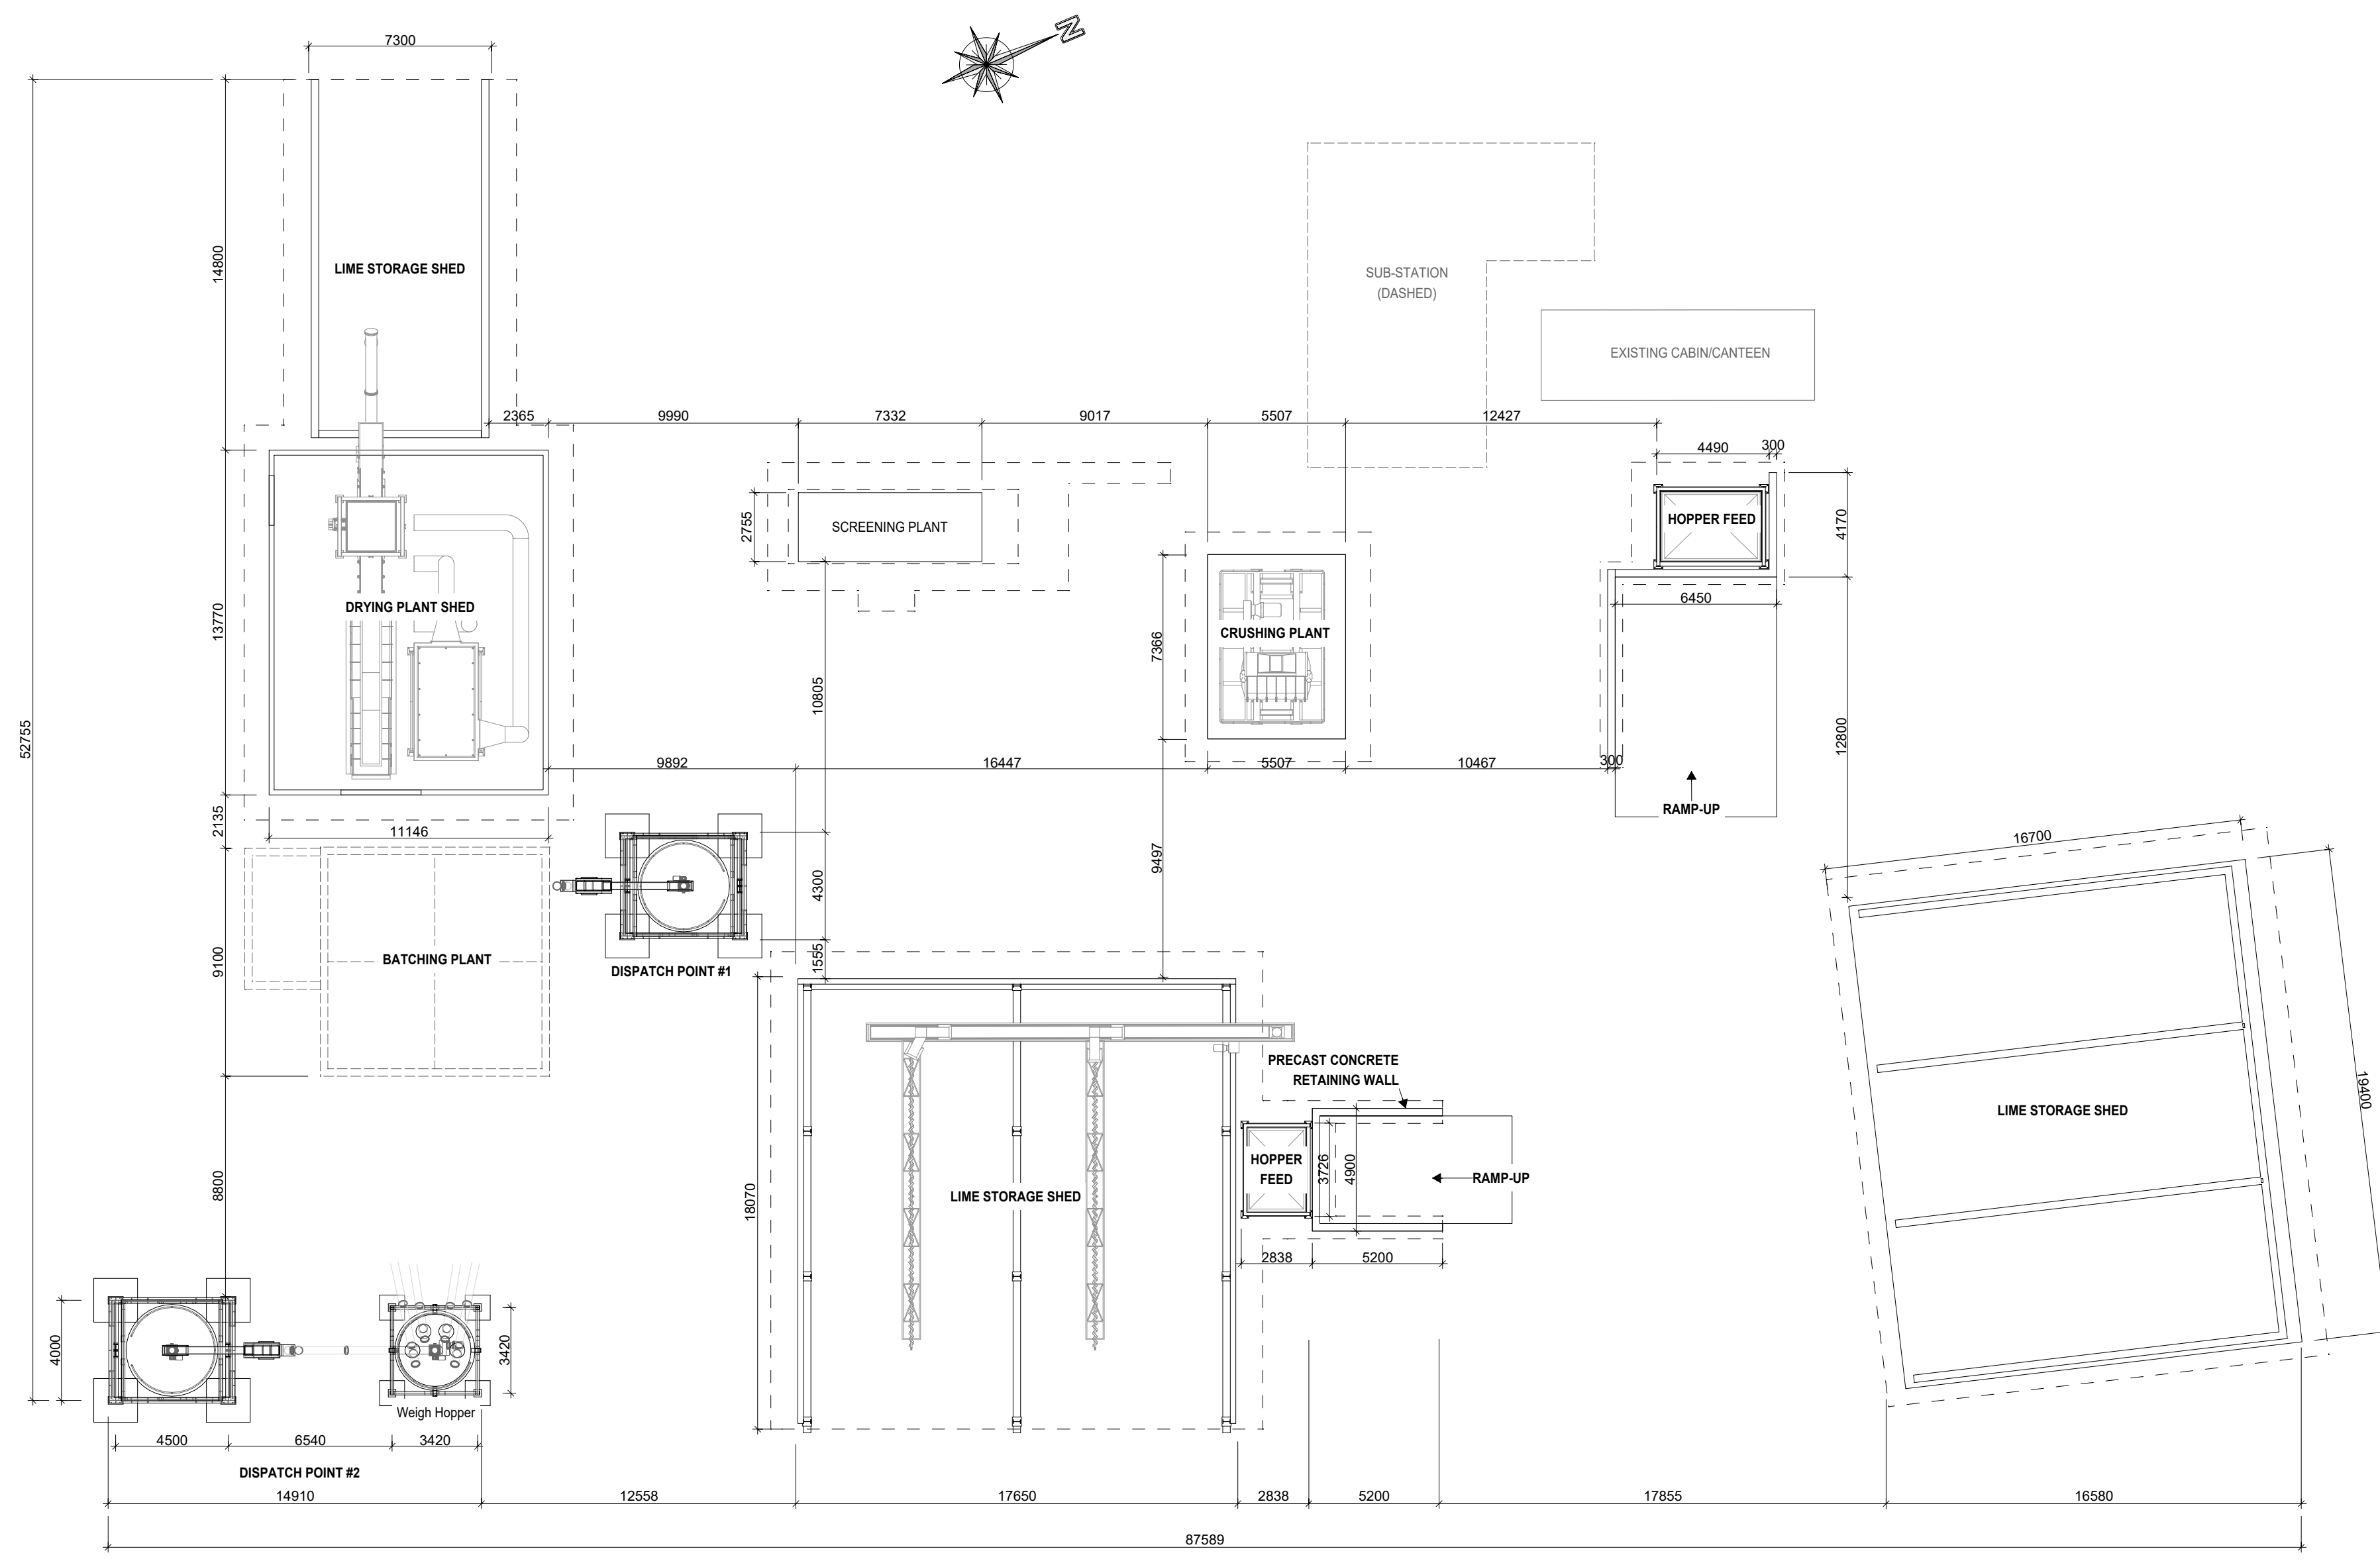 N
7300
52755
14800
LIME STORAGE SHED
SUB-STATION
(DASHED)
EXISTING CABIN/CANTEEN
2365
9990
7332
9017
5507
12427
4490
300
2755
SCREENING PLANT
HOPPER FEED
4170
6450
13770
DRYING PLANT SHED
CRUSHING PLANT
7366
10805
12800
9892
16447
5507
10467
300
RAMP-UP
2135
11146
16700
9497
4300
9100
BATCHING PLANT
DISPATCH POINT #1
1555
PRECAST CONCRETE
RETAINING WALL
19400
LIME STORAGE SHED
HOPPER
FEED
3726
4900
RAMP-UP
8800
18070
LIME STORAGE SHED
2838
5200
4000
3420
Weigh Hopper
4500
6540
3420
DISPATCH POINT #2
14910
12558
17650
2838
5200
17855
16580
87589